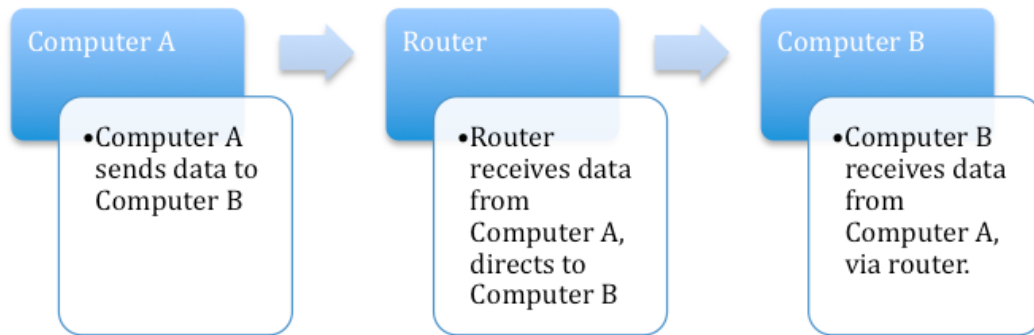 Computer A
•Computer A
sends data to
Computer B
Router
•Router
receives data
from
Computer A,
directs to
Computer B
Computer B
•Computer B
receives data
from
Computer A,
via router.